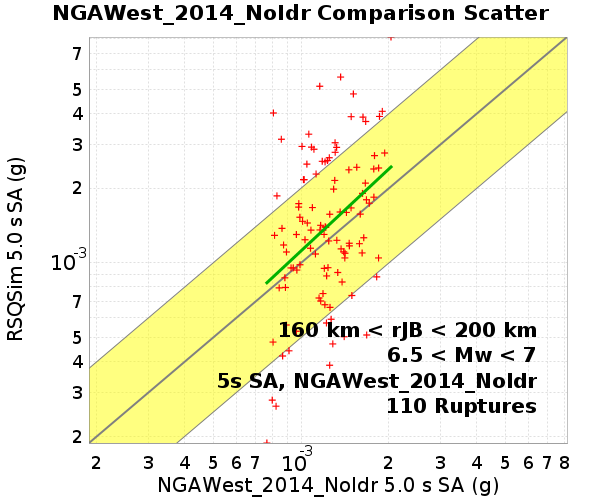 NGAWest_2014_NoIdr Comparison Scatter
RSQSim 5.0 s SA (g)
7
5
4
3
2
10-3
7
5
4
3
2
160 km < rJB < 200 km
6.5 < Mw < 7
5s SA, NGAWest_2014_NoIdr
110 Ruptures
2 3 4 5 6 7 10-3 2 3 4 5 6 7 8
NGAWest_2014_NoIdr 5.0 s SA (g)